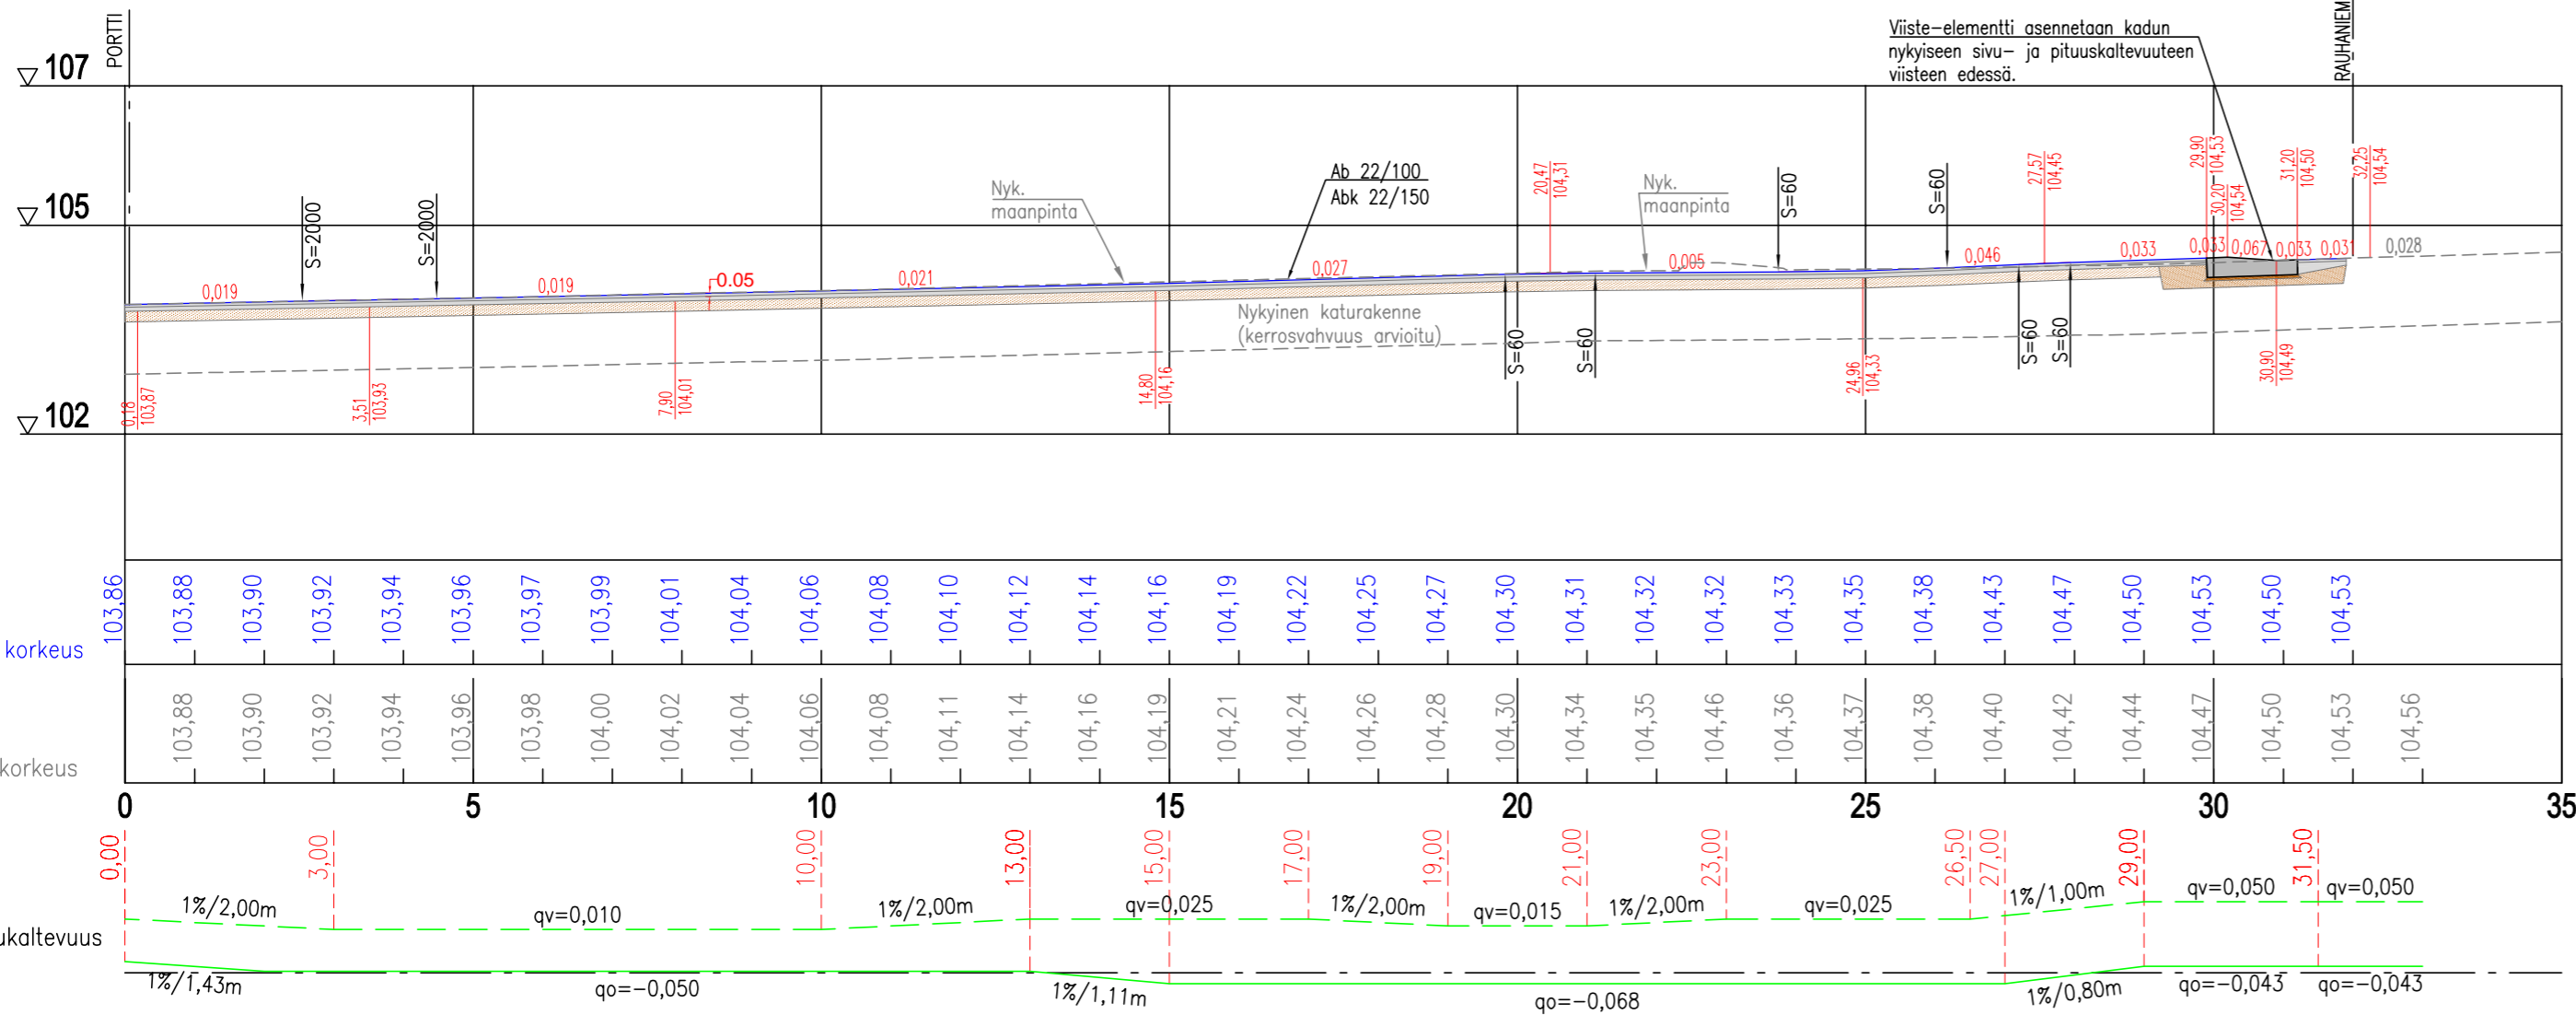 PORTTI
Viiste-elementti asennetaan kadun
nykyiseen sivu- ja pituuskaltevuuteen
viisteen edessä.
RAUHANIEM
107
105
102
S=2000
S=2000
Nyk.
maanpinta
Ab 22/100
Abk 22/150
20,47
104,31
Nyk.
maanpinta
S=60
S=60
27,57
104,45
29,90
104,53
30,20
104,54
31,20
104,50
32,25
104,54
0,019
0,019
0.05
0,021
0,027
0,005
0,046
0,033
0,033
0,067
0,033
0,031
0,028
Nykyinen katurakenne
(kerrosvahvuus arvioitu)
S=60
S=60
S=60
S=60
0,18
103,87
3,51
103,93
7,90
104,01
14,80
104,16
24,96
104,33
30,90
104,49
korkeus
103,86 103,88 103,90 103,92 103,94 103,96 103,97 103,99 104,01 104,04 104,06 104,08 104,10 104,12 104,14 104,16 104,19 104,22 104,25 104,27 104,30 104,31 104,32 104,32 104,33 104,35 104,38 104,43 104,47 104,50 104,53 104,50 104,53
korkeus
103,88 103,90 103,92 103,94 103,96 103,98 104,00 104,02 104,04 104,06 104,08 104,11 104,14 104,16 104,19 104,21 104,24 104,26 104,28 104,30 104,34 104,35 104,46 104,36 104,37 104,38 104,40 104,42 104,44 104,47 104,50 104,53 104,56
0 5 10 15 20 25 30 35
0,00 3,00 10,00 13,00 15,00 17,00 19,00 21,00 23,00 26,50 27,00 29,00 31,50
1%/2,00m qv=0,010 1%/2,00m qv=0,025 1%/2,00m qv=0,015 1%/2,00m qv=0,025 1%/1,00m qv=0,050 qv=0,050
ukaltevuus
1%/1,43m qo=-0,050 1%/1,11m qo=-0,068 1%/0,80m qo=-0,043 qo=-0,043